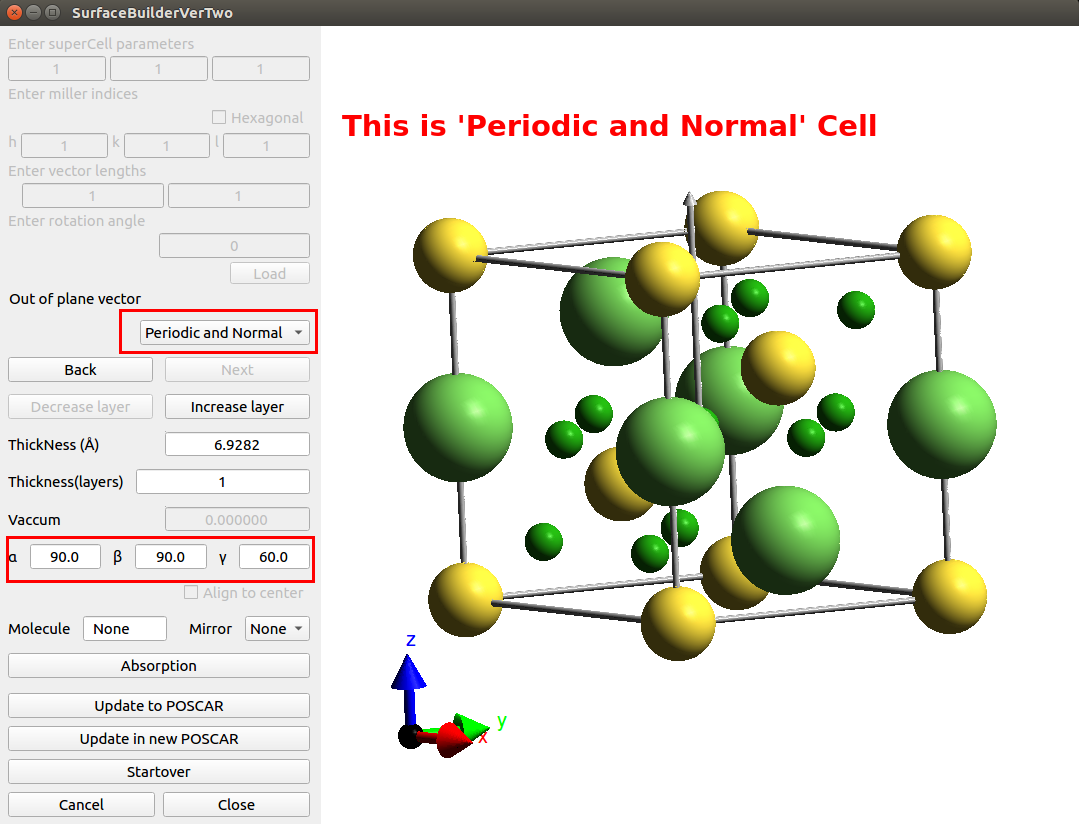 SurfaceBuilderVerTwo
Enter superCell parameters
1 1 1
Enter miller indices
Hexagonal
h 1 k 1 l 1
Enter vector lengths
1 1
Enter rotation angle
0
Load
Out of plane vector
Periodic and Normal
Back Next
Decrease layer Increase layer
ThickNess (Å) 6.9282
Thickness(layers) 1
Vaccum 0.000000
α 90.0 β 90.0 γ 60.0
Align to center
Molecule None Mirror None
Absorption
Update to POSCAR
Update in new POSCAR
Startover
Cancel Close
This is 'Periodic and Normal' Cell
z
y
x